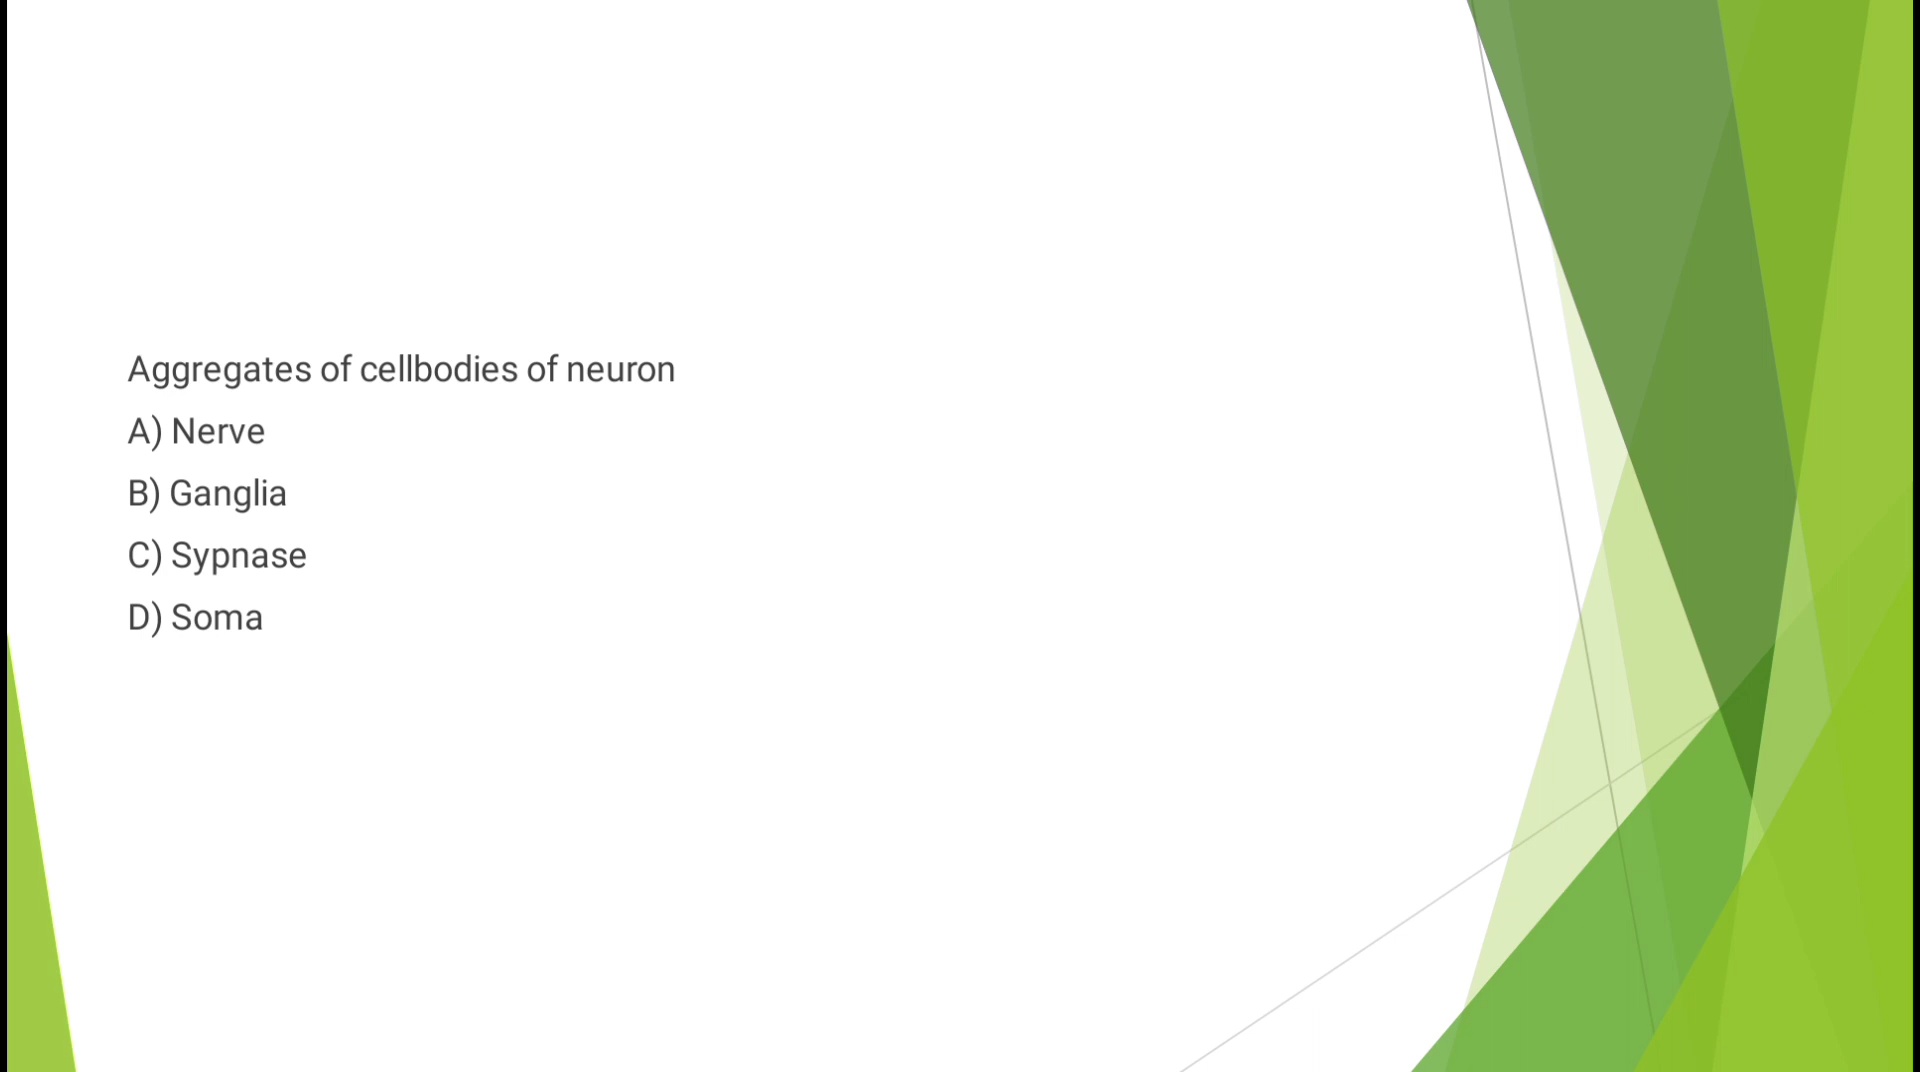 Aggregates of cellbodies of neuron
A) Nerve
B) Ganglia
C) Sypnase
D) Soma